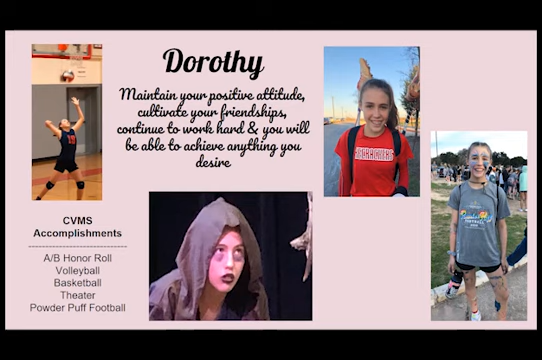 Dorothy
Maintain your positive attitude,
cultivate your friendships,
continue to work hard & you will
be able to achieve anything you
desire
CVMS
Accomplishments
A/B Honor Roll
Volleyball
Basketball
Theater
Powder Puff Football